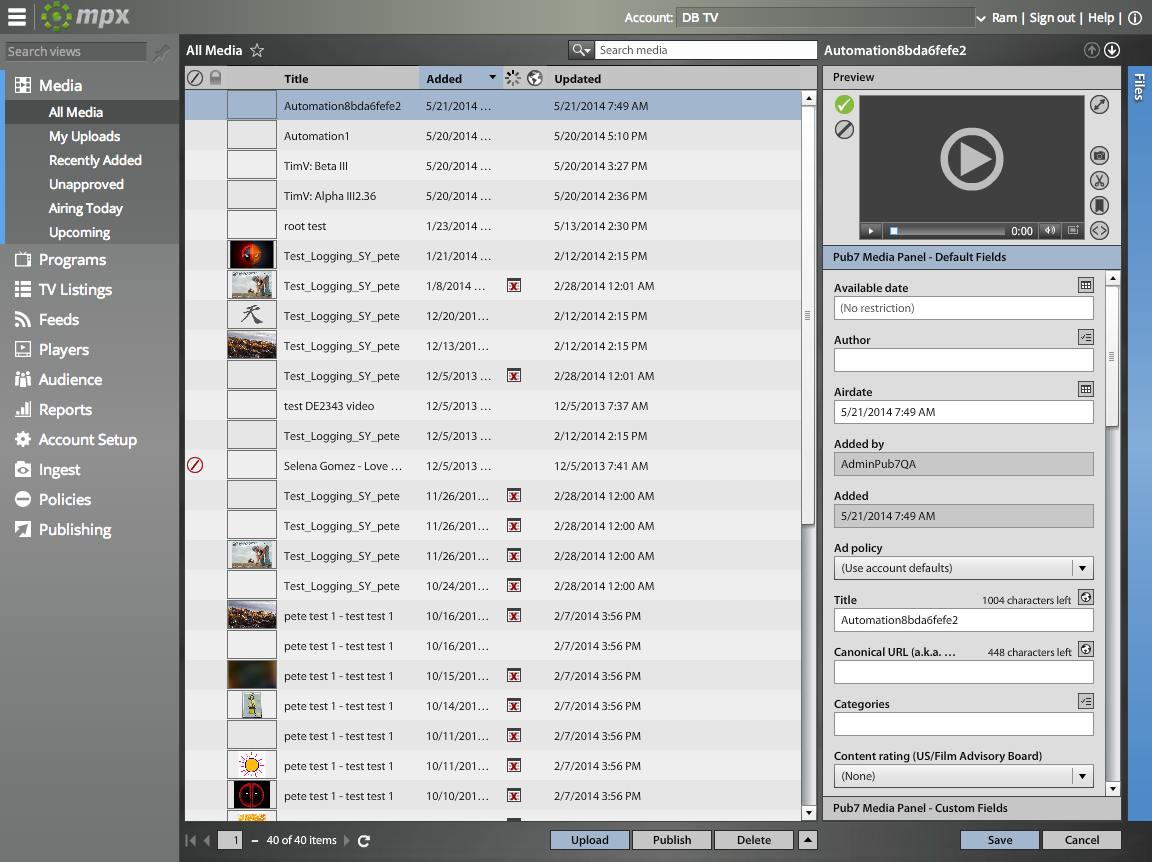 mpx
Account: DB TV Ram | Sign out | Help |
Search views
All Media
Search media
Automation8bda6fefe2
Media
All Media
My Uploads
Recently Added
Unapproved
Airing Today
Upcoming
Programs
TV Listings
Feeds
Players
Audience
Reports
Account Setup
Ingest
Policies
Publishing
Title Added Updated
Automation8bda6fefe2 5/21/2014 ... 5/21/2014 7:49 AM
Automation1 5/20/2014 ... 5/20/2014 5:10 PM
TimV: Beta III 5/20/2014 ... 5/20/2014 3:27 PM
TimV: Alpha III2.36 5/20/2014 ... 5/20/2014 2:36 PM
root test 1/23/2014 ... 5/13/2014 2:30 PM
Test_Logging_SY_pete 1/21/2014 ... 2/12/2014 2:15 PM
Test_Logging_SY_pete 1/8/2014 ... 2/28/2014 12:01 AM
Test_Logging_SY_pete 12/20/201... 2/12/2014 2:15 PM
Test_Logging_SY_pete 12/13/201... 2/12/2014 2:15 PM
Test_Logging_SY_pete 12/5/2013 ... 2/28/2014 12:01 AM
test DE2343 video 12/5/2013 ... 12/5/2013 7:37 AM
Test_Logging_SY_pete 12/5/2013 ... 2/12/2014 2:15 PM
Selena Gomez - Love ... 12/5/2013 ... 12/5/2013 7:41 AM
Test_Logging_SY_pete 11/26/201... 2/28/2014 12:00 AM
Test_Logging_SY_pete 11/26/201... 2/28/2014 12:00 AM
Test_Logging_SY_pete 11/26/201... 2/28/2014 12:00 AM
Test_Logging_SY_pete 10/24/201... 2/28/2014 12:00 AM
pete test 1 - test test 1 10/16/201... 2/7/2014 3:56 PM
pete test 1 - test test 1 10/16/201... 2/7/2014 3:56 PM
pete test 1 - test test 1 10/15/201... 2/7/2014 3:56 PM
pete test 1 - test test 1 10/14/201... 2/7/2014 3:56 PM
pete test 1 - test test 1 10/11/201... 2/7/2014 3:56 PM
pete test 1 - test test 1 10/11/201... 2/7/2014 3:56 PM
pete test 1 - test test 1 10/10/201... 2/7/2014 3:56 PM
1 – 40 of 40 items
Upload Publish Delete
Preview
0:00
Pub7 Media Panel - Default Fields
Available date
(No restriction)
Author
Airdate
5/21/2014 7:49 AM
Added by
AdminPub7QA
Added
5/21/2014 7:49 AM
Ad policy
(Use account defaults)
Title 1004 characters left
Automation8bda6fefe2
Canonical URL (a.k.a. ... 448 characters left
Categories
Content rating (US/Film Advisory Board)
(None)
Pub7 Media Panel - Custom Fields
Save Cancel
Files